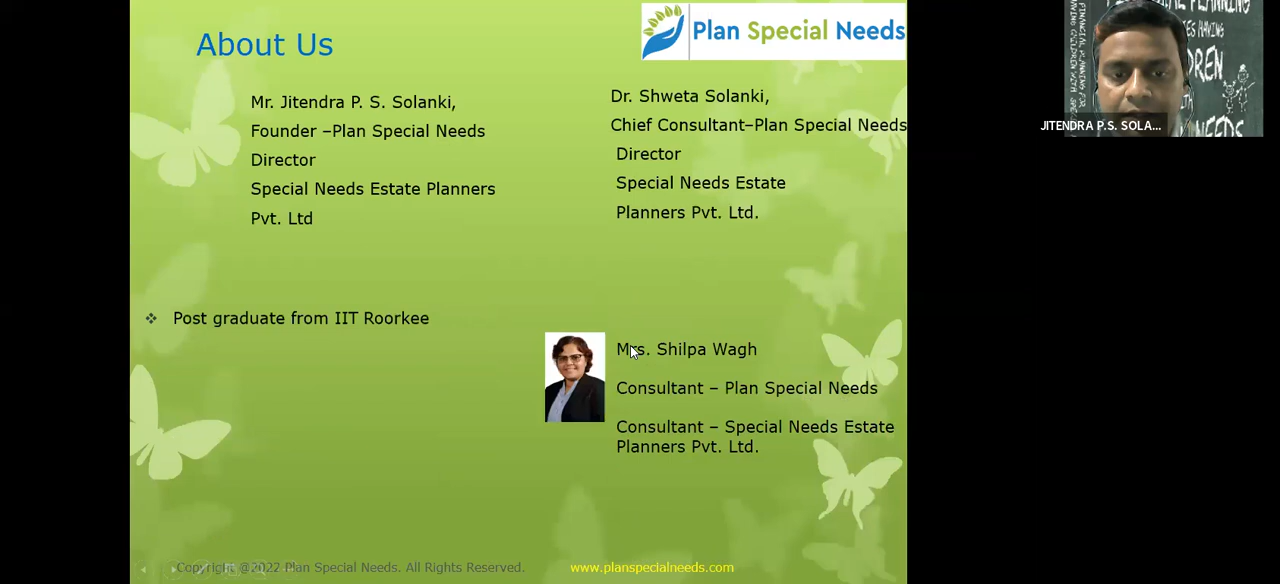 About Us
Plan Special Needs
Mr. Jitendra P. S. Solanki,
Founder –Plan Special Needs
Director
Special Needs Estate Planners
Pvt. Ltd
Dr. Shweta Solanki,
Chief Consultant–Plan Special Needs
Director
Special Needs Estate
Planners Pvt. Ltd.
❖ Post graduate from IIT Roorkee
Mrs. Shilpa Wagh
Consultant – Plan Special Needs
Consultant – Special Needs Estate
Planners Pvt. Ltd.
Copyright @2022 Plan Special Needs. All Rights Reserved.
www.planspecialneeds.com
PLANNING
HAVING
NEEDS
JITENDRA P.S. SOLA...